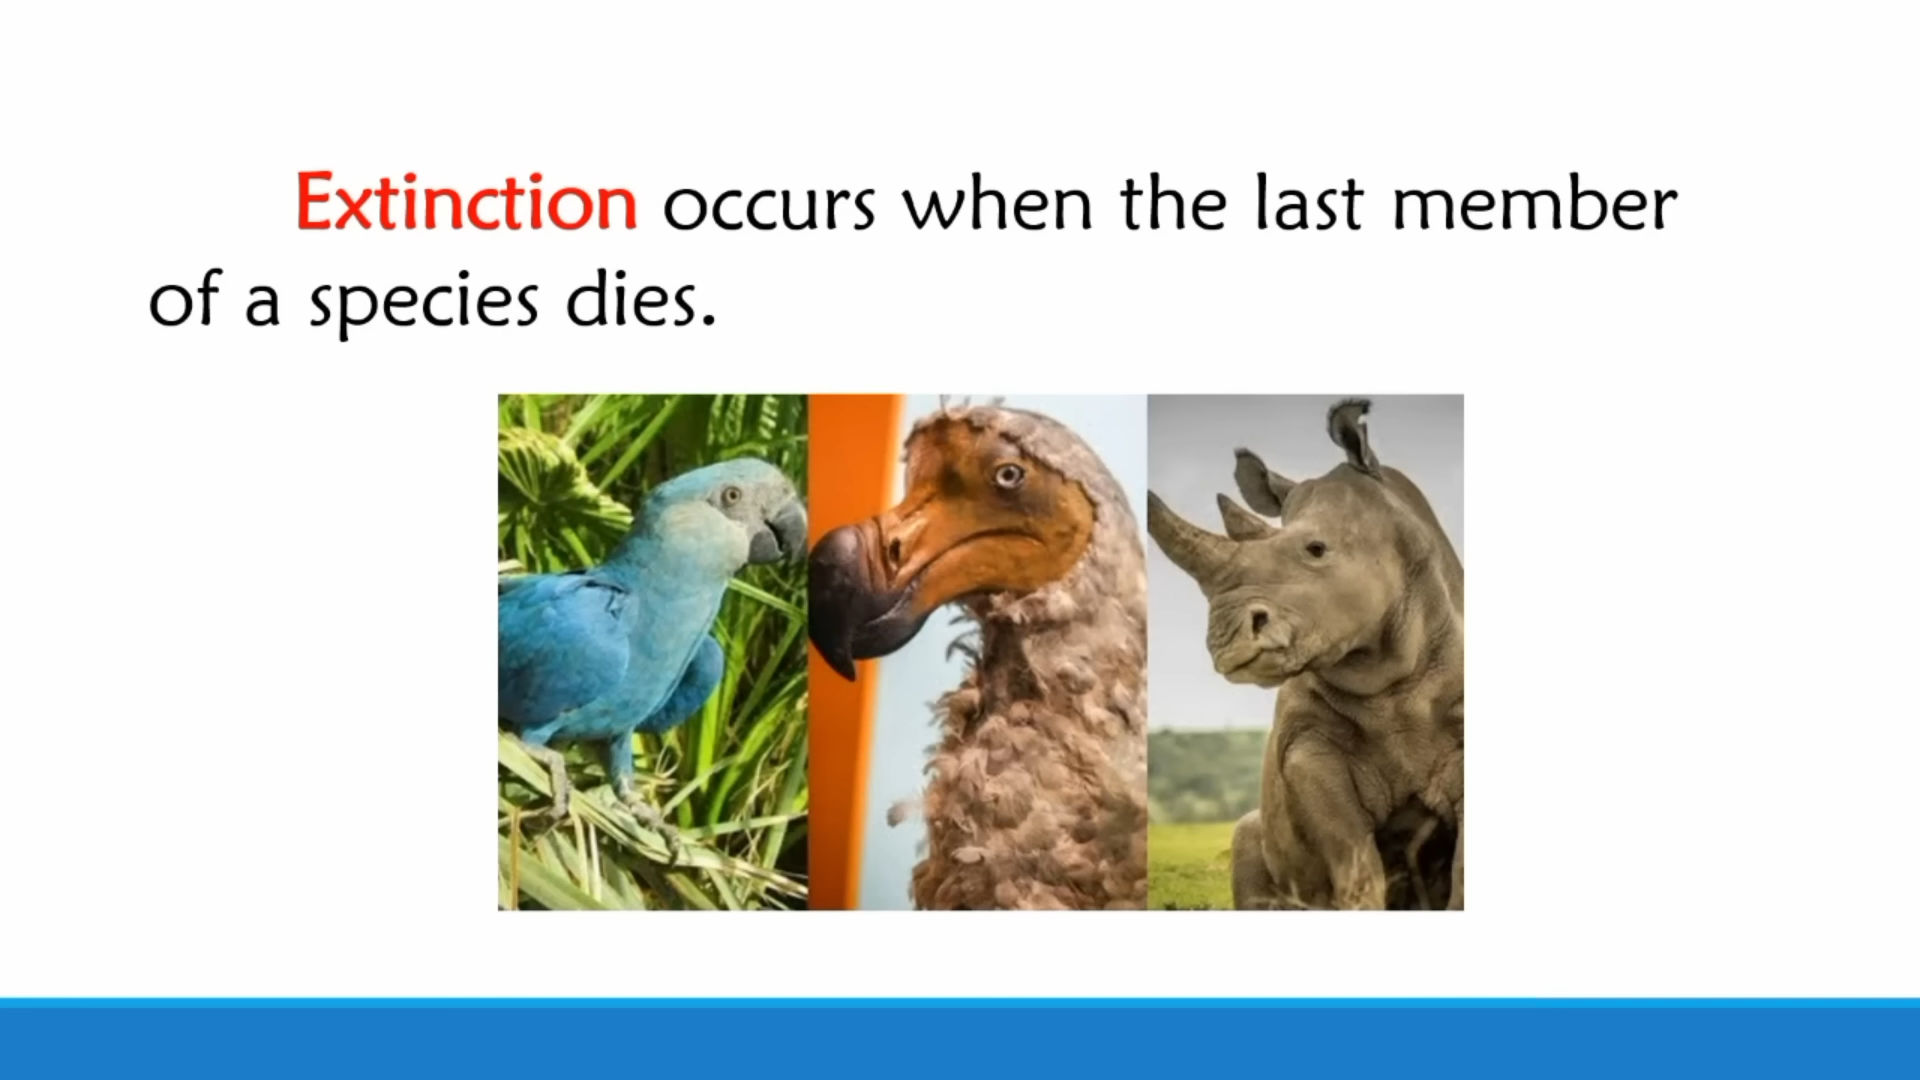 Extinction occurs when the last member
of a species dies.